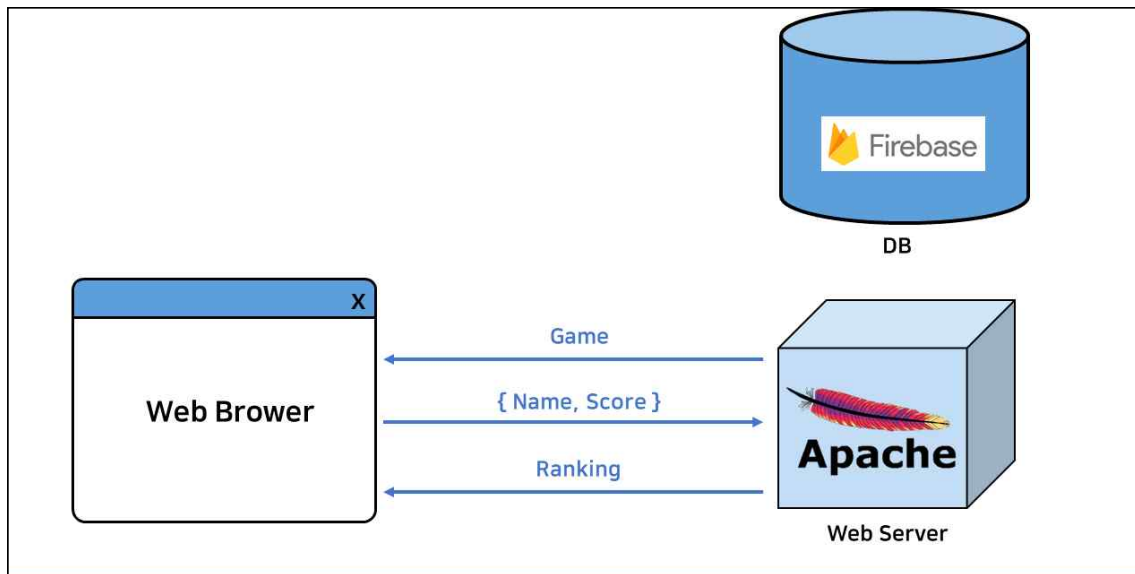 Firebase
DB
X
Game
Web Brower
{ Name, Score }
Apache
Ranking
Web Server